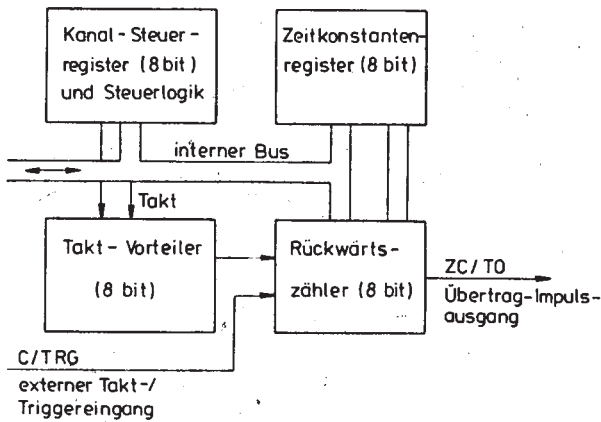 Kanal-Steuer-
register (8 bit)
und Steuerlogik
Zeitkonstanten-
register (8 bit)
interner Bus
Takt
Takt-Vorteiler
(8 bit)
Rückwärts-
zähler (8 bit)
ZC/TO
Übertrag-Impuls-
ausgang
C/TRG
externer Takt-/
Triggereingang